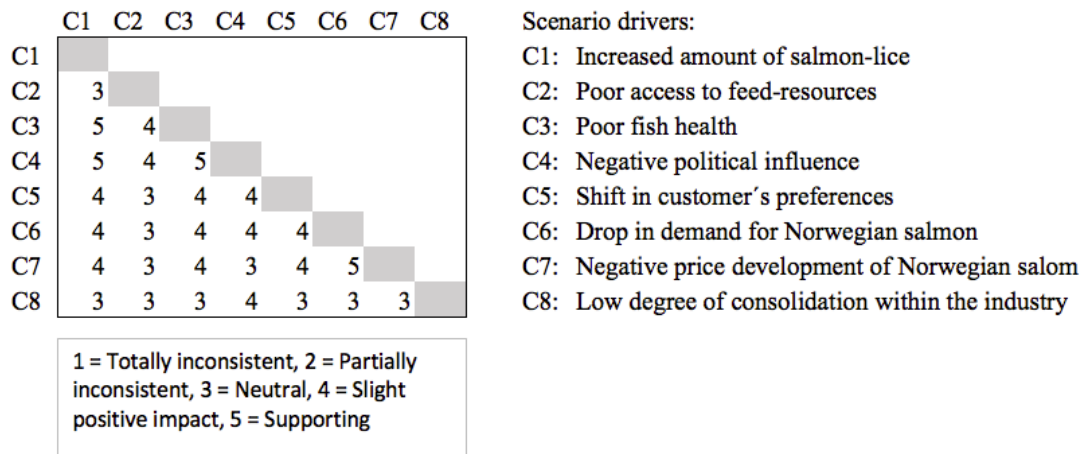 C1 C2 C3 C4 C5 C6 C7 C8
C1
C2 3
C3 5 4
C4 5 4 5
C5 4 3 4 4
C6 4 3 4 4 4
C7 4 3 4 3 4 5
C8 3 3 3 4 3 3 3
1 = Totally inconsistent, 2 = Partially
inconsistent, 3 = Neutral, 4 = Slight
positive impact, 5 = Supporting
Scenario drivers:
C1: Increased amount of salmon-lice
C2: Poor access to feed-resources
C3: Poor fish health
C4: Negative political influence
C5: Shift in customer´s preferences
C6: Drop in demand for Norwegian salmon
C7: Negative price development of Norwegian salom
C8: Low degree of consolidation within the industry